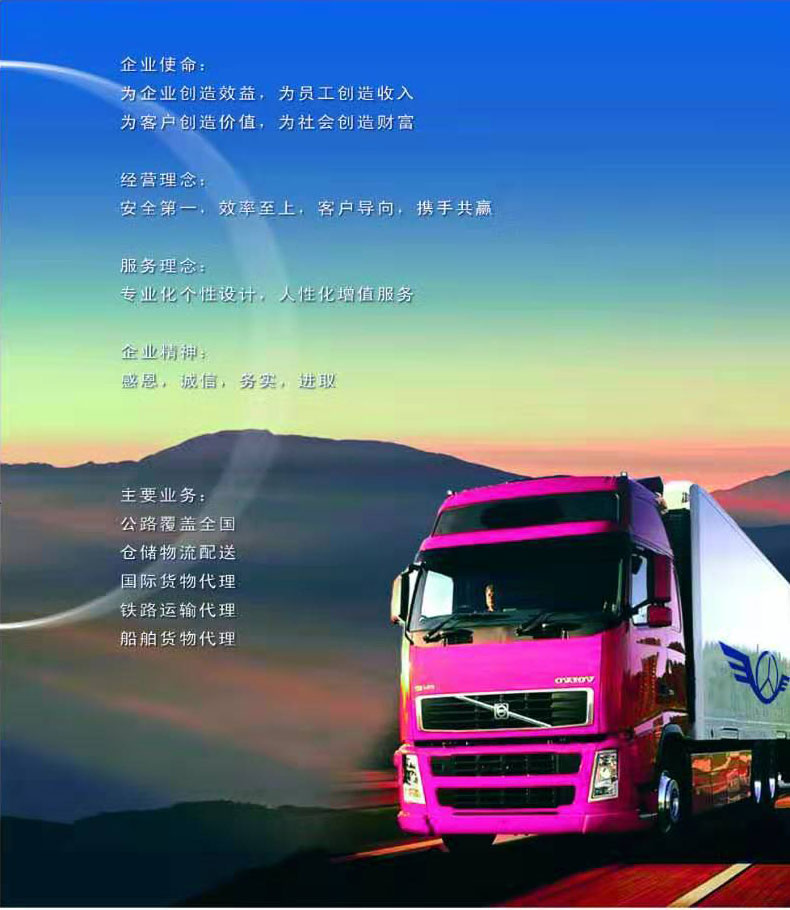 企业使命：
为企业创造效益，为员工创造收入
为客户创造价值，为社会创造财富
经营理念：
安全第一，效率至上，客户导向，携手共赢
服务理念：
专业化个性设计，人性化增值服务
企业精神：
感恩，诚信，务实，进取
主要业务：
公路覆盖全国
仓储物流配送
国际货物代理
铁路运输代理
船舶货物代理